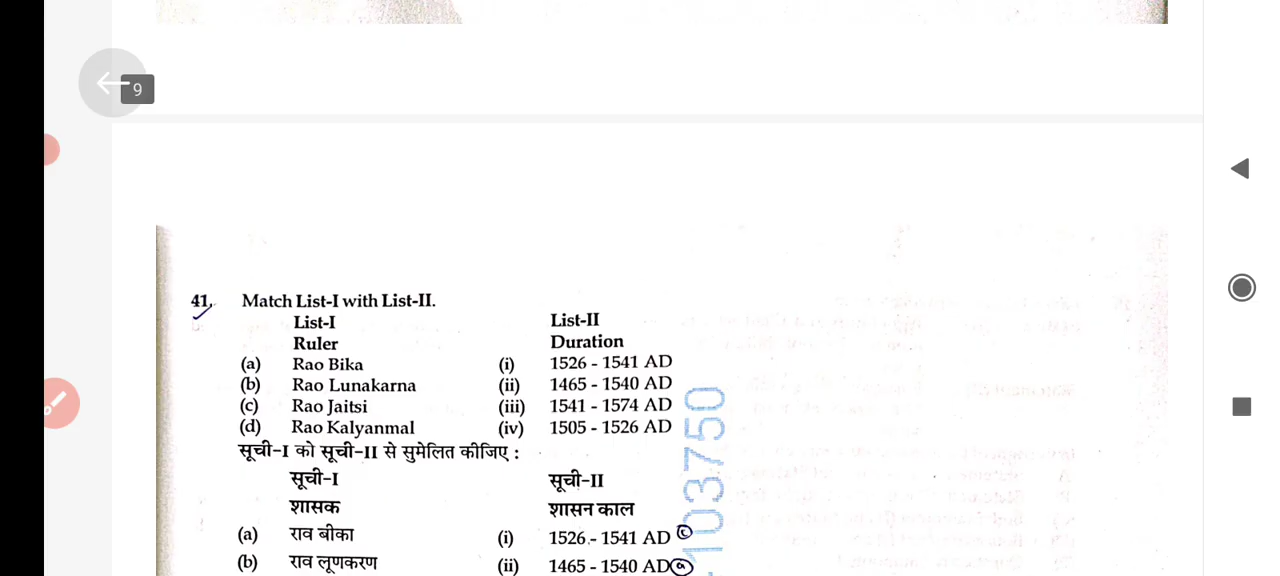 9
41. Match List-I with List-II.
List-I List-II
Ruler Duration
(a) Rao Bika (i) 1526 - 1541 AD
(b) Rao Lunakarna (ii) 1465 - 1540 AD
(c) Rao Jaitsi (iii) 1541 - 1574 AD
(d) Rao Kalyanmal (iv) 1505 - 1526 AD
सूची-I को सूची-II से सुमेलित कीजिए :
सूची-I सूची-II
शासक शासन काल
(a) राव बीका (i) 1526 - 1541 AD c
(b) राव लूणकरण (ii) 1465 - 1540 AD a
103750